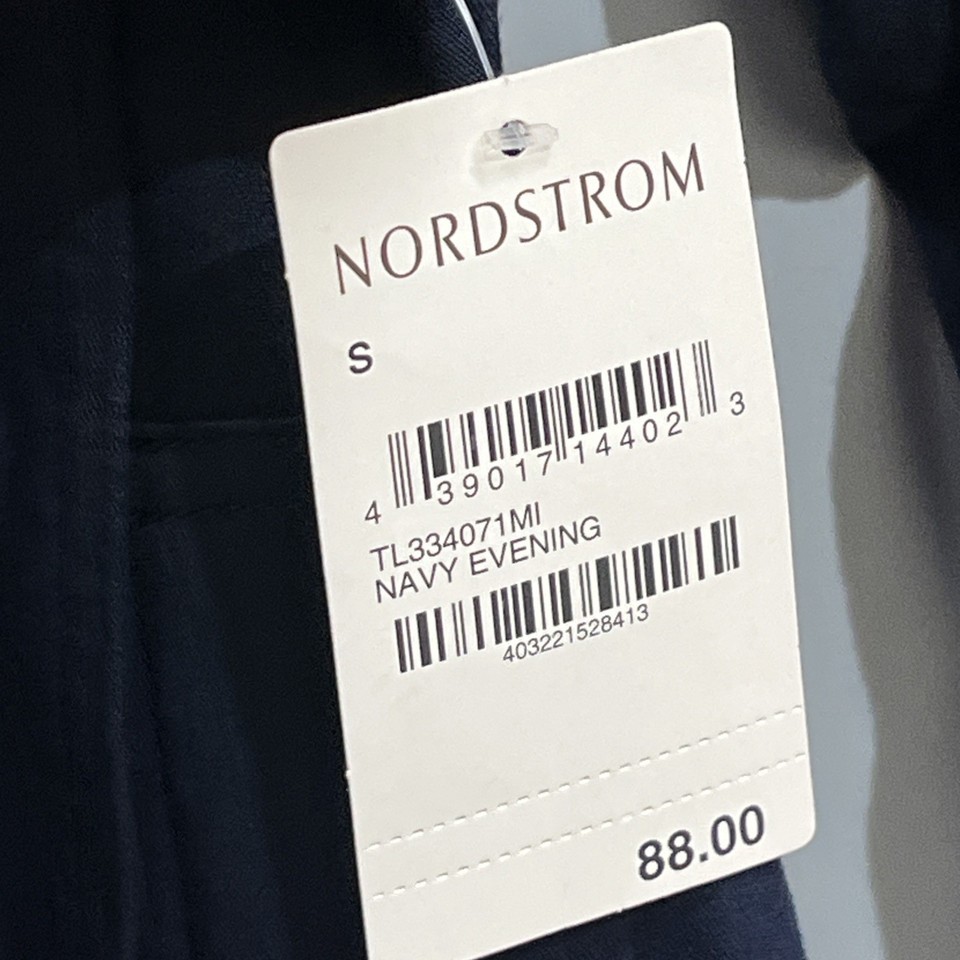 NORDSTROM
S
4 39017 14402 3
TL334071MI
NAVY EVENING
403221528413
88.00